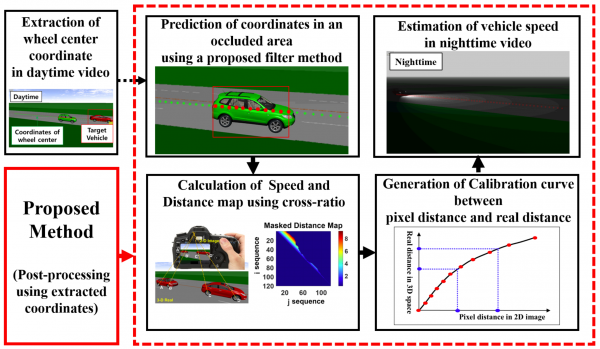 Extraction of
wheel center
coordinate
in daytime video
Daytime
Coordinates of
wheel center
Target
Vehicle
Prediction of coordinates in an
occluded area
using a proposed filter method
Estimation of vehicle speed
in nighttime video
Nighttime
Proposed
Method
(Post-processing
using extracted
coordinates)
Calculation of Speed and
Distance map using cross-ratio
Masked Distance Map
i sequence
20
40
60
80
100
120
20 60 100
j sequence
8
6
4
2
0
Generation of Calibration curve
between
pixel distance and real distance
Real distance
in 3D space
Pixel distance in 2D image